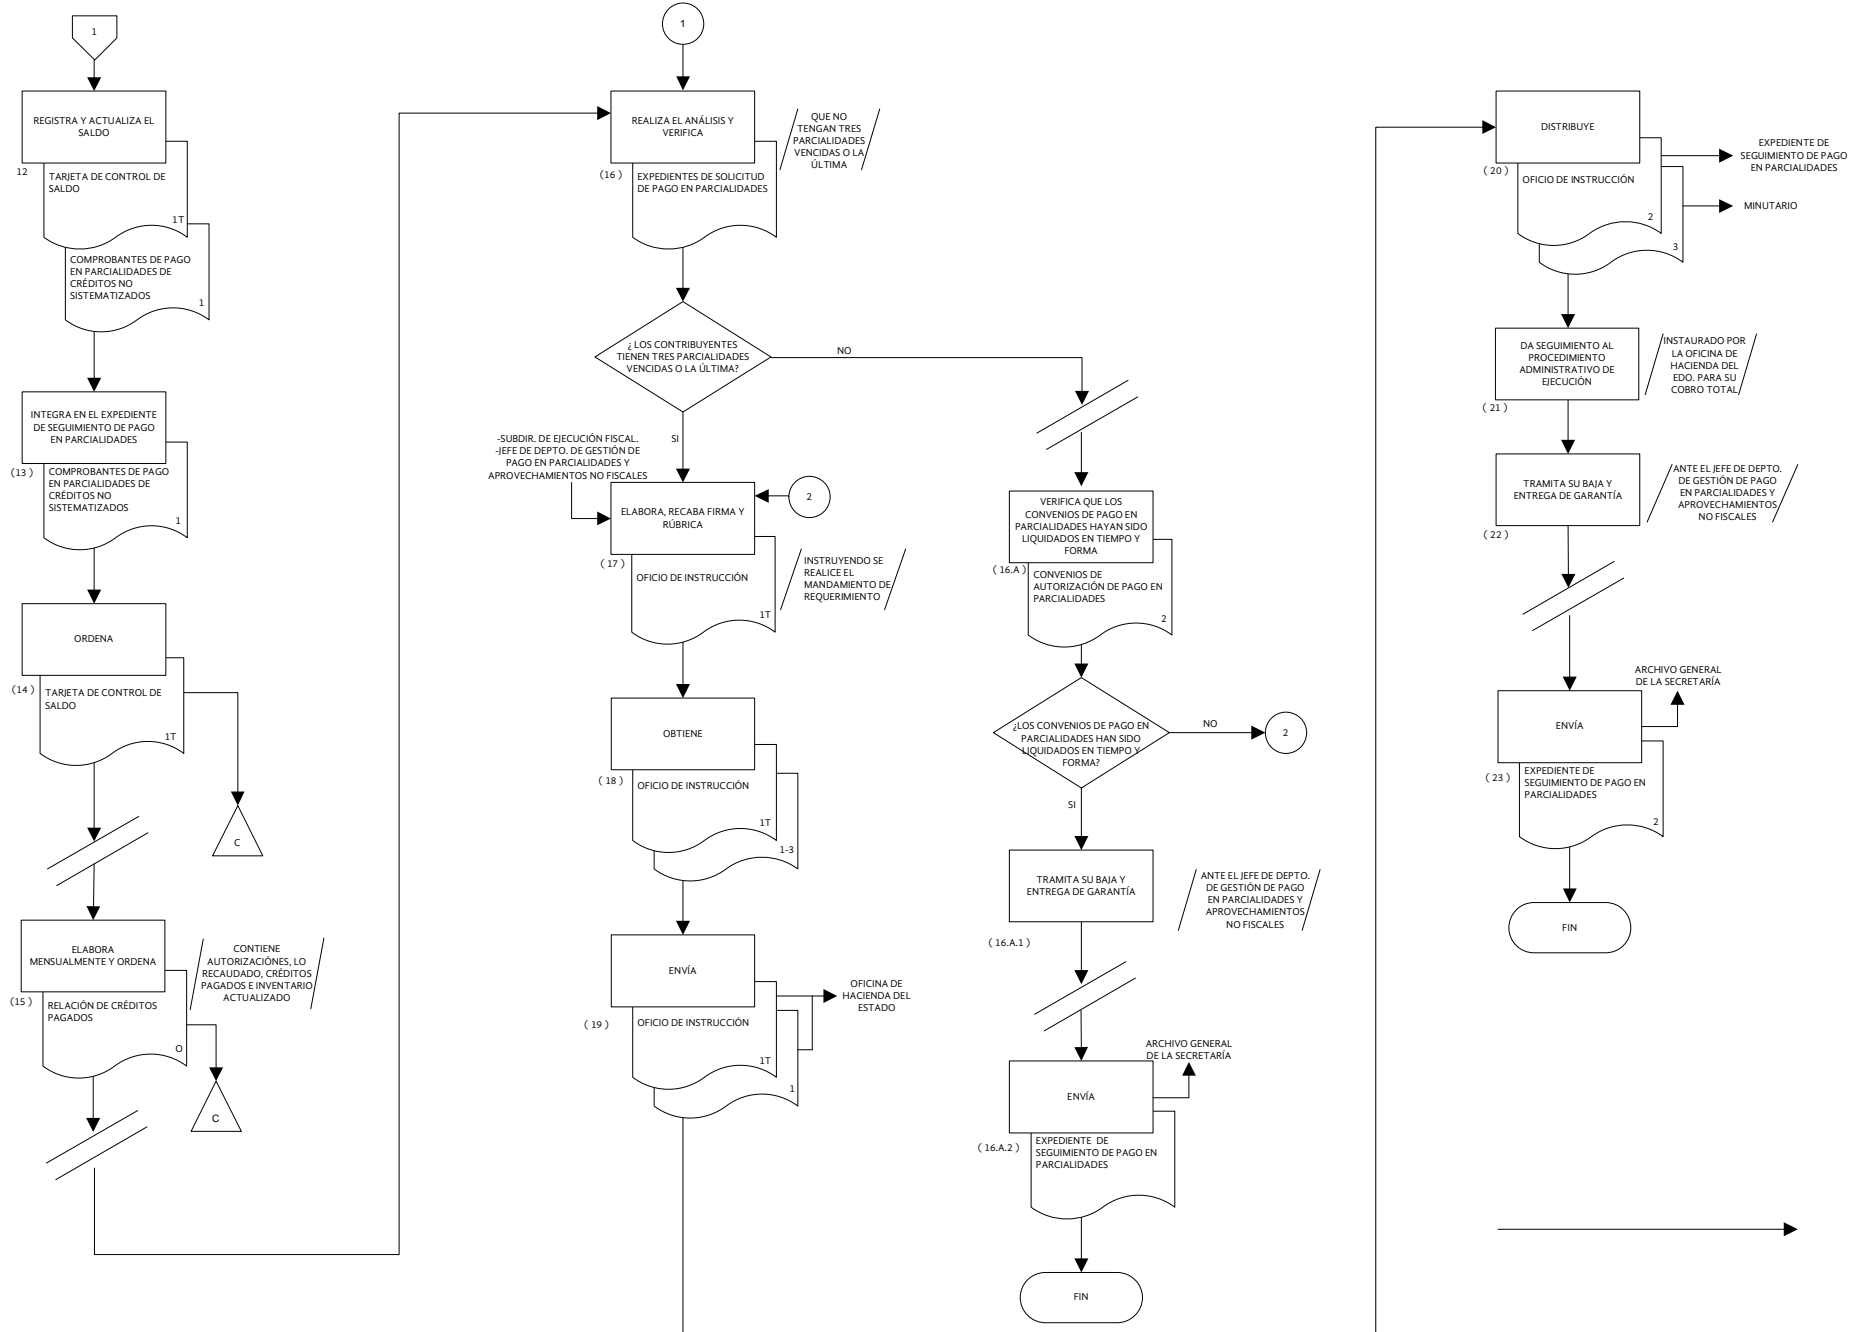 1
REGISTRA Y ACTUALIZA EL
SALDO
12
TARJETA DE CONTROL DE
SALDO
1T
COMPROBANTES DE PAGO
EN PARCIALIDADES DE
CRÉDITOS NO
SISTEMATIZADOS
1
INTEGRA EN EL EXPEDIENTE
DE SEGUIMIENTO DE PAGO
EN PARCIALIDADES
(13 )
COMPROBANTES DE PAGO
EN PARCIALIDADES DE
CRÉDITOS NO
SISTEMATIZADOS
1
ORDENA
(14 )
TARJETA DE CONTROL DE
SALDO
1T
C
ELABORA
MENSUALMENTE Y ORDENA
CONTIENE
AUTORIZACIÓNES, LO
RECAUDADO, CRÉDITOS
PAGADOS E INVENTARIO
ACTUALIZADO
(15 )
RELACIÓN DE CRÉDITOS
PAGADOS
O
C
1
REALIZA EL ANÁLISIS Y
VERIFICA
QUE NO
TENGAN TRES
PARCIALIDADES
VENCIDAS O LA
ÚLTIMA
(16 )
EXPEDIENTES DE SOLICITUD
DE PAGO EN PARCIALIDADES
¿ LOS CONTRIBUYENTES
TIENEN TRES PARCIALIDADES
VENCIDAS O LA ÚLTIMA?
NO
SI
-SUBDIR. DE EJECUCIÓN FISCAL.
-JEFE DE DEPTO. DE GESTIÓN DE
PAGO EN PARCIALIDADES Y
APROVECHAMIENTOS NO FISCALES
2
ELABORA, RECABA FIRMA Y
RÚBRICA
( 17 )
OFICIO DE INSTRUCCIÓN
1T
INSTRUYENDO SE
REALICE EL
MANDAMIENTO DE
REQUERIMIENTO
OBTIENE
( 18 )
OFICIO DE INSTRUCCIÓN
1T
1-3
ENVÍA
( 19 )
OFICIO DE INSTRUCCIÓN
1T
1
OFICINA DE
HACIENDA DEL
ESTADO
VERIFICA QUE LOS
CONVENIOS DE PAGO EN
PARCIALIDADES HAYAN SIDO
LIQUIDADOS EN TIEMPO Y
FORMA
( 16.A )
CONVENIOS DE
AUTORIZACIÓN DE PAGO EN
PARCIALIDADES
2
¿LOS CONVENIOS DE PAGO EN
PARCIALIDADES HAN SIDO
LIQUIDADOS EN TIEMPO Y
FORMA?
NO
2
SI
TRAMITA SU BAJA Y
ENTREGA DE GARANTÍA
ANTE EL JEFE DE DEPTO.
DE GESTIÓN DE PAGO
EN PARCIALIDADES Y
APROVECHAMIENTOS
NO FISCALES
( 16.A.1 )
ARCHIVO GENERAL
DE LA SECRETARÍA
ENVÍA
( 16.A.2 )
EXPEDIENTE DE
SEGUIMIENTO DE PAGO EN
PARCIALIDADES
FIN
DISTRIBUYE
( 20 )
OFICIO DE INSTRUCCIÓN
2
3
EXPEDIENTE DE
SEGUIMIENTO DE PAGO
EN PARCIALIDADES
MINUTARIO
DA SEGUIMIENTO AL
PROCEDIMIENTO
ADMINISTRATIVO DE
EJECUCIÓN
INSTAURADO POR
LA OFICINA DE
HACIENDA DEL
EDO. PARA SU
COBRO TOTAL
( 21 )
TRAMITA SU BAJA Y
ENTREGA DE GARANTÍA
ANTE EL JEFE DE DEPTO.
DE GESTIÓN DE PAGO
EN PARCIALIDADES Y
APROVECHAMIENTOS
NO FISCALES
( 22 )
ARCHIVO GENERAL
DE LA SECRETARÍA
ENVÍA
( 23 )
EXPEDIENTE DE
SEGUIMIENTO DE PAGO EN
PARCIALIDADES
2
FIN